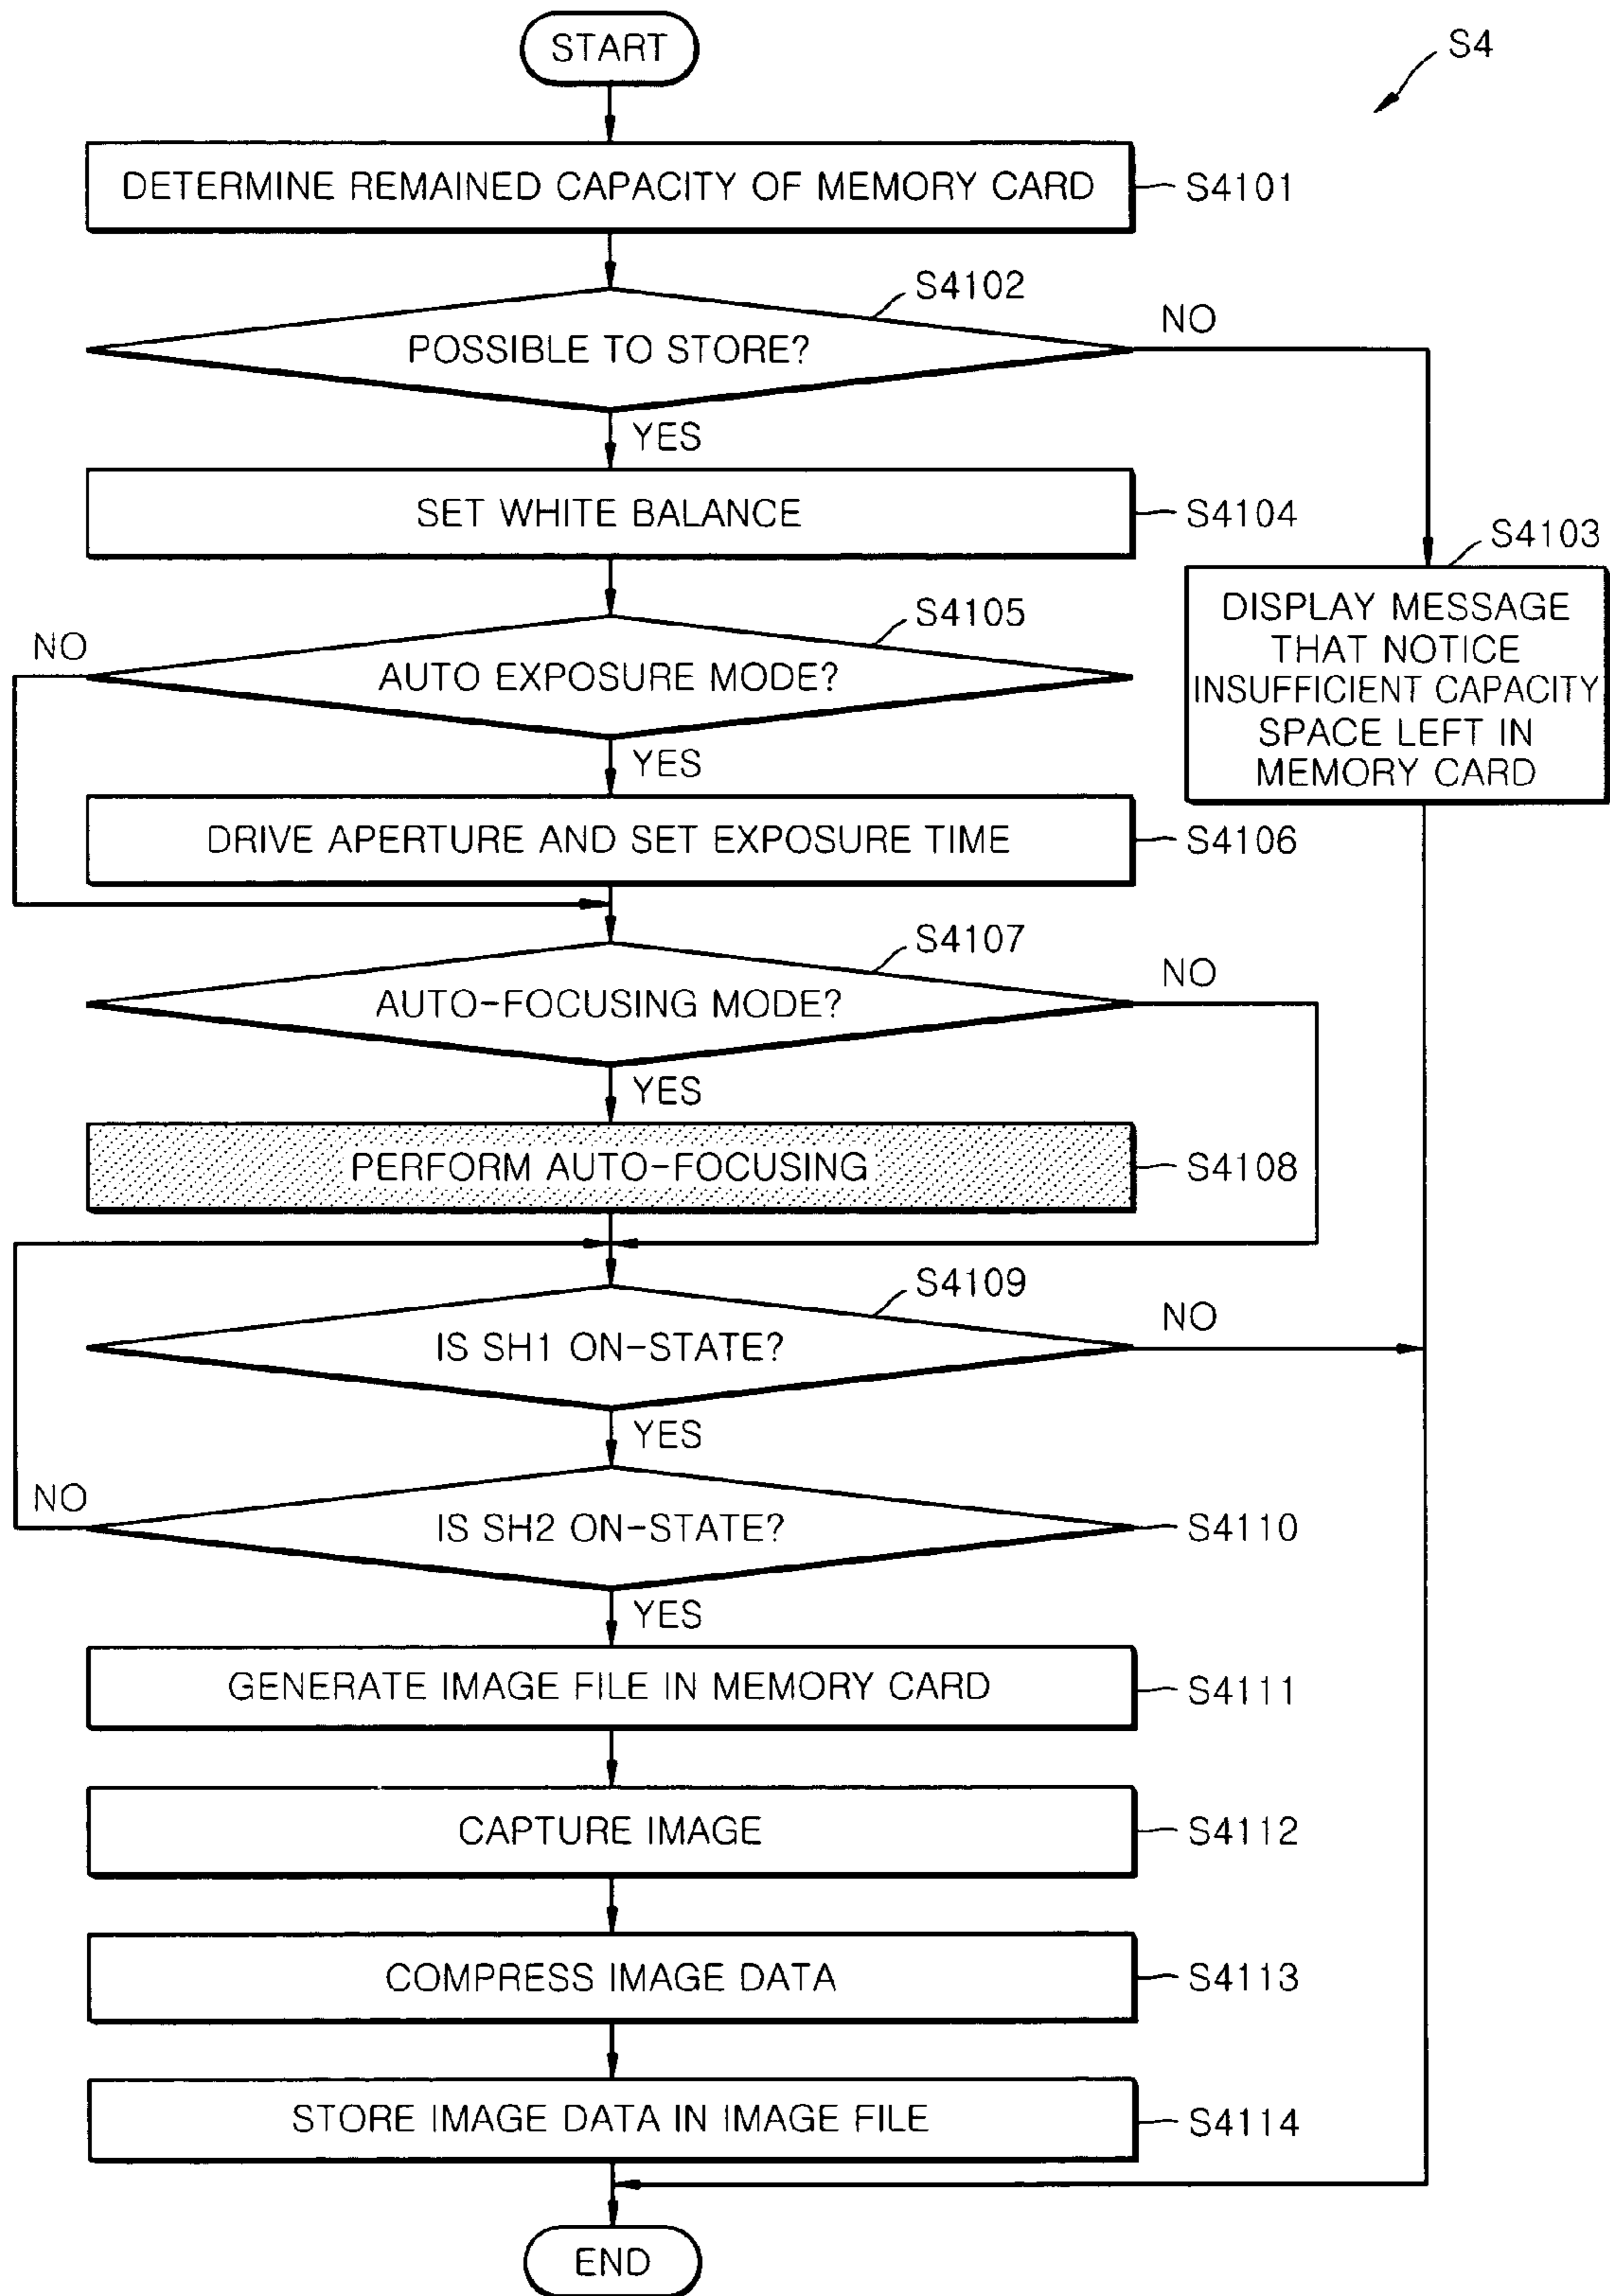 START
S4
DETERMINE REMAINED CAPACITY OF MEMORY CARD
S4101
S4102
POSSIBLE TO STORE?
NO
YES
SET WHITE BALANCE
S4104
S4103
DISPLAY MESSAGE
THAT NOTICE
INSUFFICIENT CAPACITY
SPACE LEFT IN
MEMORY CARD
S4105
NO
AUTO EXPOSURE MODE?
YES
DRIVE APERTURE AND SET EXPOSURE TIME
S4106
S4107
NO
AUTO-FOCUSING MODE?
YES
PERFORM AUTO-FOCUSING
S4108
S4109
NO
IS SH1 ON-STATE?
YES
NO
IS SH2 ON-STATE?
S4110
YES
GENERATE IMAGE FILE IN MEMORY CARD
S4111
CAPTURE IMAGE
S4112
COMPRESS IMAGE DATA
S4113
STORE IMAGE DATA IN IMAGE FILE
S4114
END